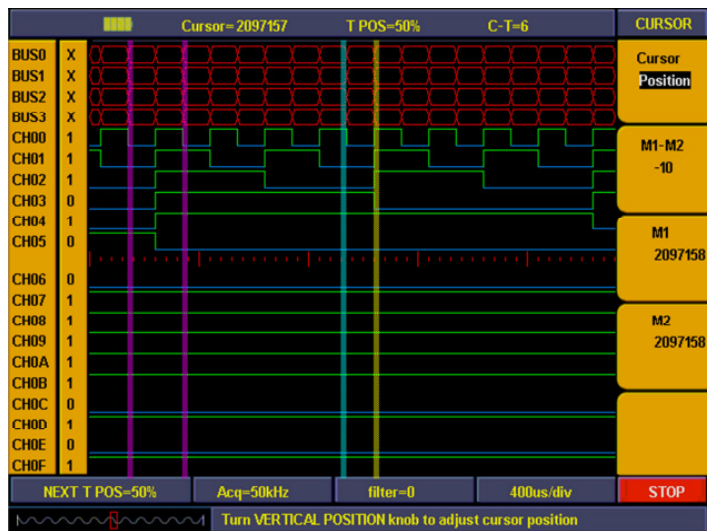 Cursor=2097157 T POS=50% C-T=6 CURSOR
BUS0 X
BUS1 X
BUS2 X
BUS3 X
CH00 1
CH01 1
CH02 1
CH03 0
CH04 1
CH05 0
CH06 0
CH07 1
CH08 1
CH09 1
CH0A 1
CH0B 1
CH0C 0
CH0D 1
CH0E 0
CH0F 1
Cursor
Position
M1-M2
-10
M1
2097158
M2
2097158
NEXT T POS=50% Acq=50kHz filter=0 400us/div STOP
Turn VERTICAL POSITION knob to adjust cursor position